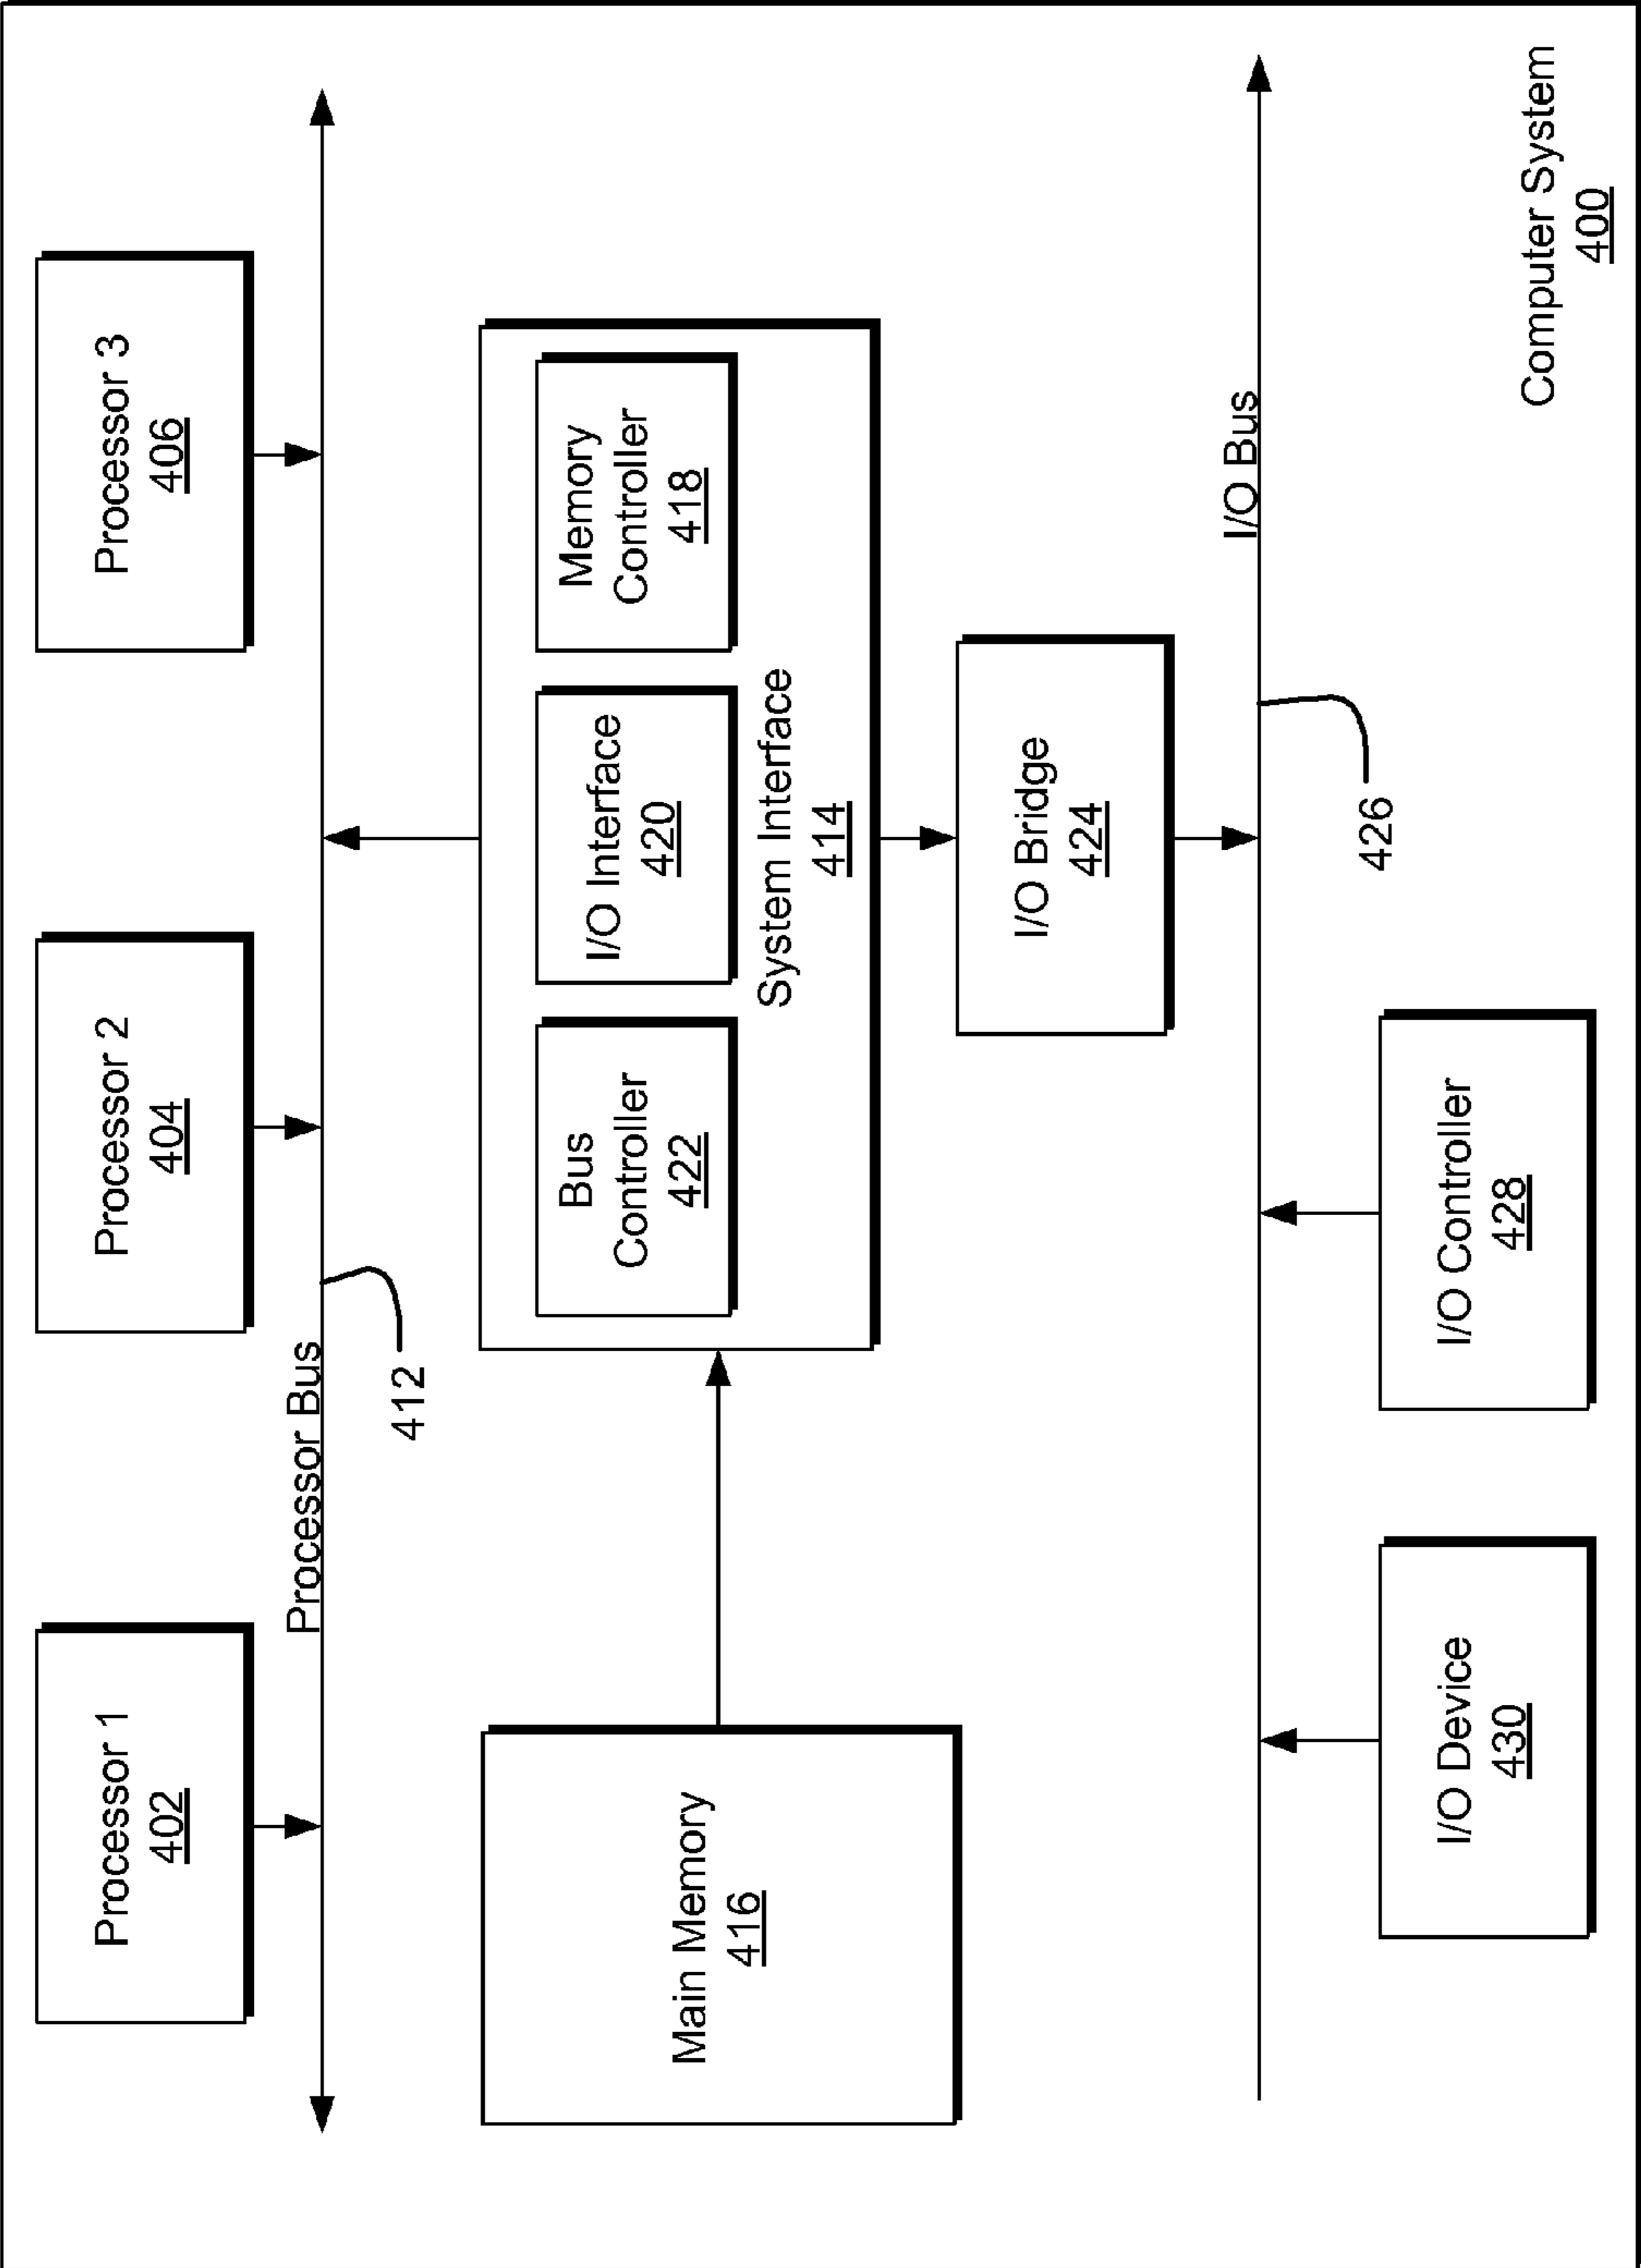 Processor 1
402
Processor 2
404
Processor 3
406
Processor Bus
412
Main Memory
416
Bus
Controller
422
I/O Interface
420
Memory
Controller
418
System Interface
414
I/O Bridge
424
I/O Bus
426
I/O Device
430
I/O Controller
428
Computer System
400